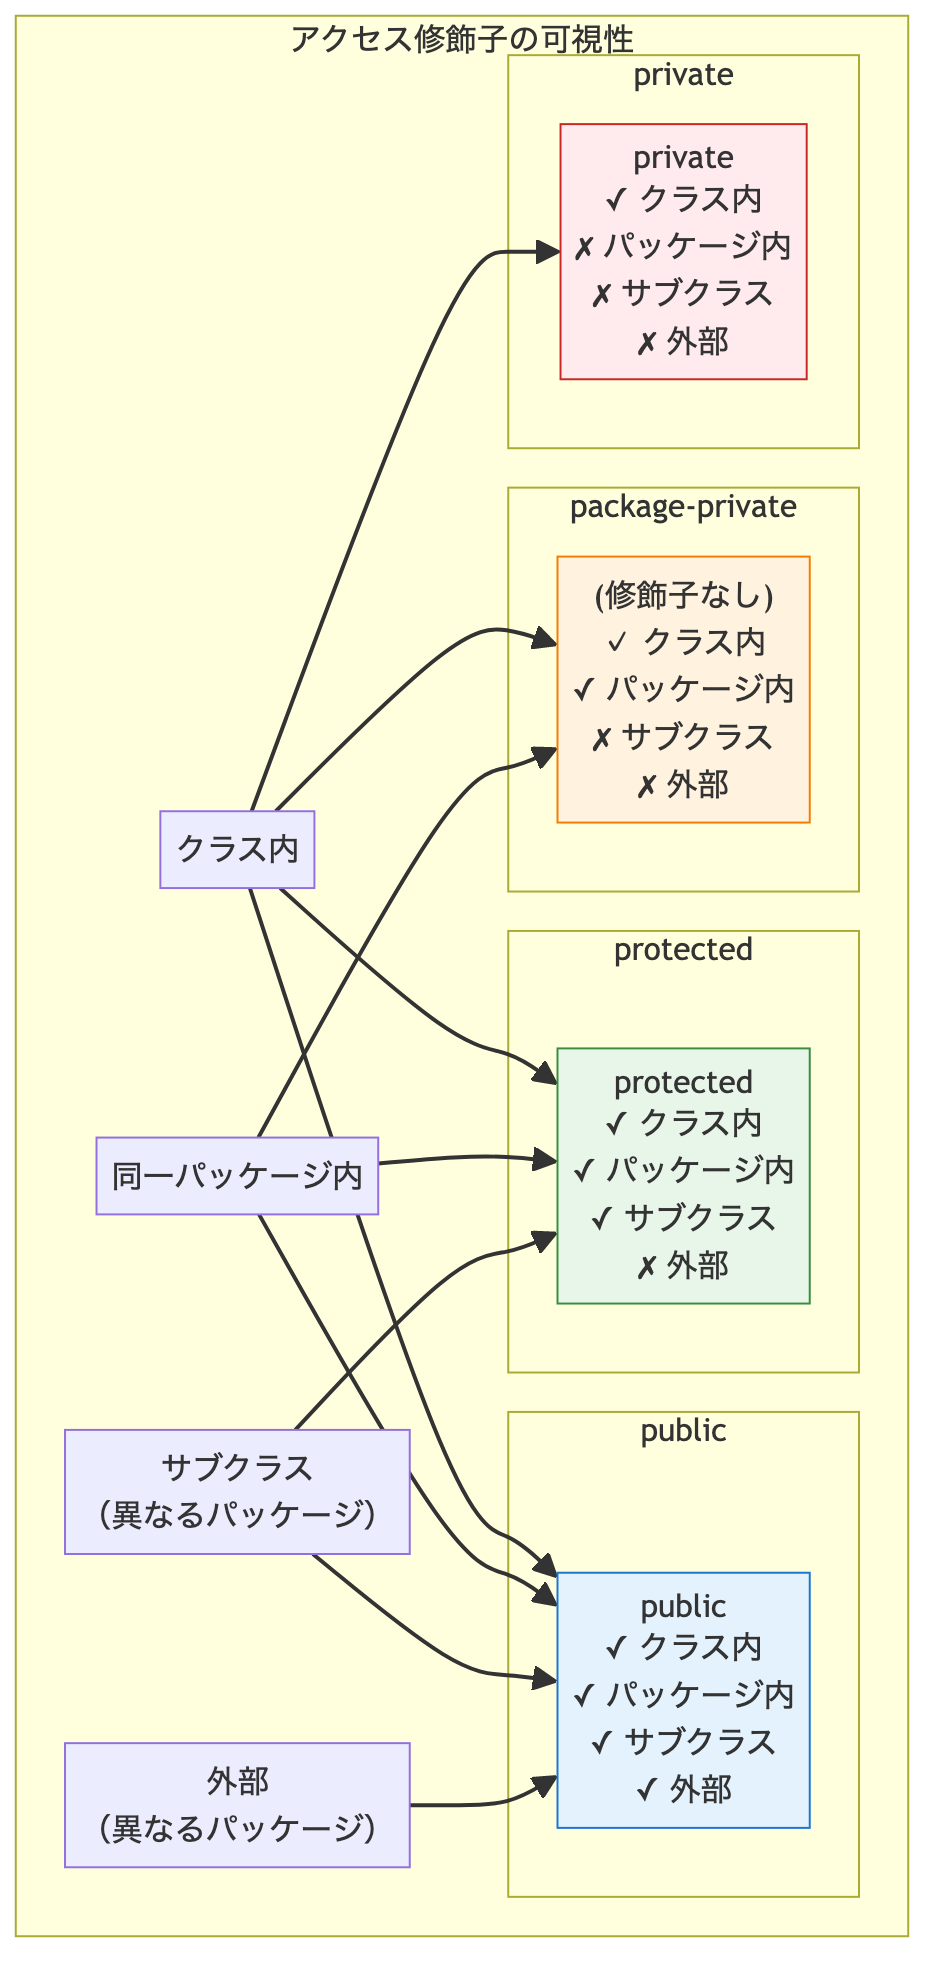 アクセス修飾子の可視性
private
private
✓ クラス内
✗ パッケージ内
✗ サブクラス
✗ 外部
package-private
(修飾子なし)
✓ クラス内
✓ パッケージ内
✗ サブクラス
✗ 外部
クラス内
protected
protected
✓ クラス内
✓ パッケージ内
✓ サブクラス
✗ 外部
同一パッケージ内
サブクラス
（異なるパッケージ）
public
public
✓ クラス内
✓ パッケージ内
✓ サブクラス
✓ 外部
外部
（異なるパッケージ）